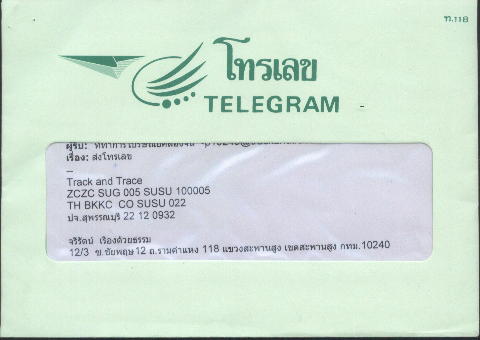 ท.118
โทรเลข
TELEGRAM
เรื่อง: ส่งโทรเลข
Track and Trace
ZCZC SUG 005 SUSU 100005
TH BKKC CO SUSU 022
ปจ.สุพรรณบุรี 22 12 0932
จริรัตน์ เรืองด้วยธรรม
12/3 ซ.ชัยพฤษ12 ถ.รามคำแหง 118 แขวงสะพานสูง เขตสะพานสูง กทม.10240